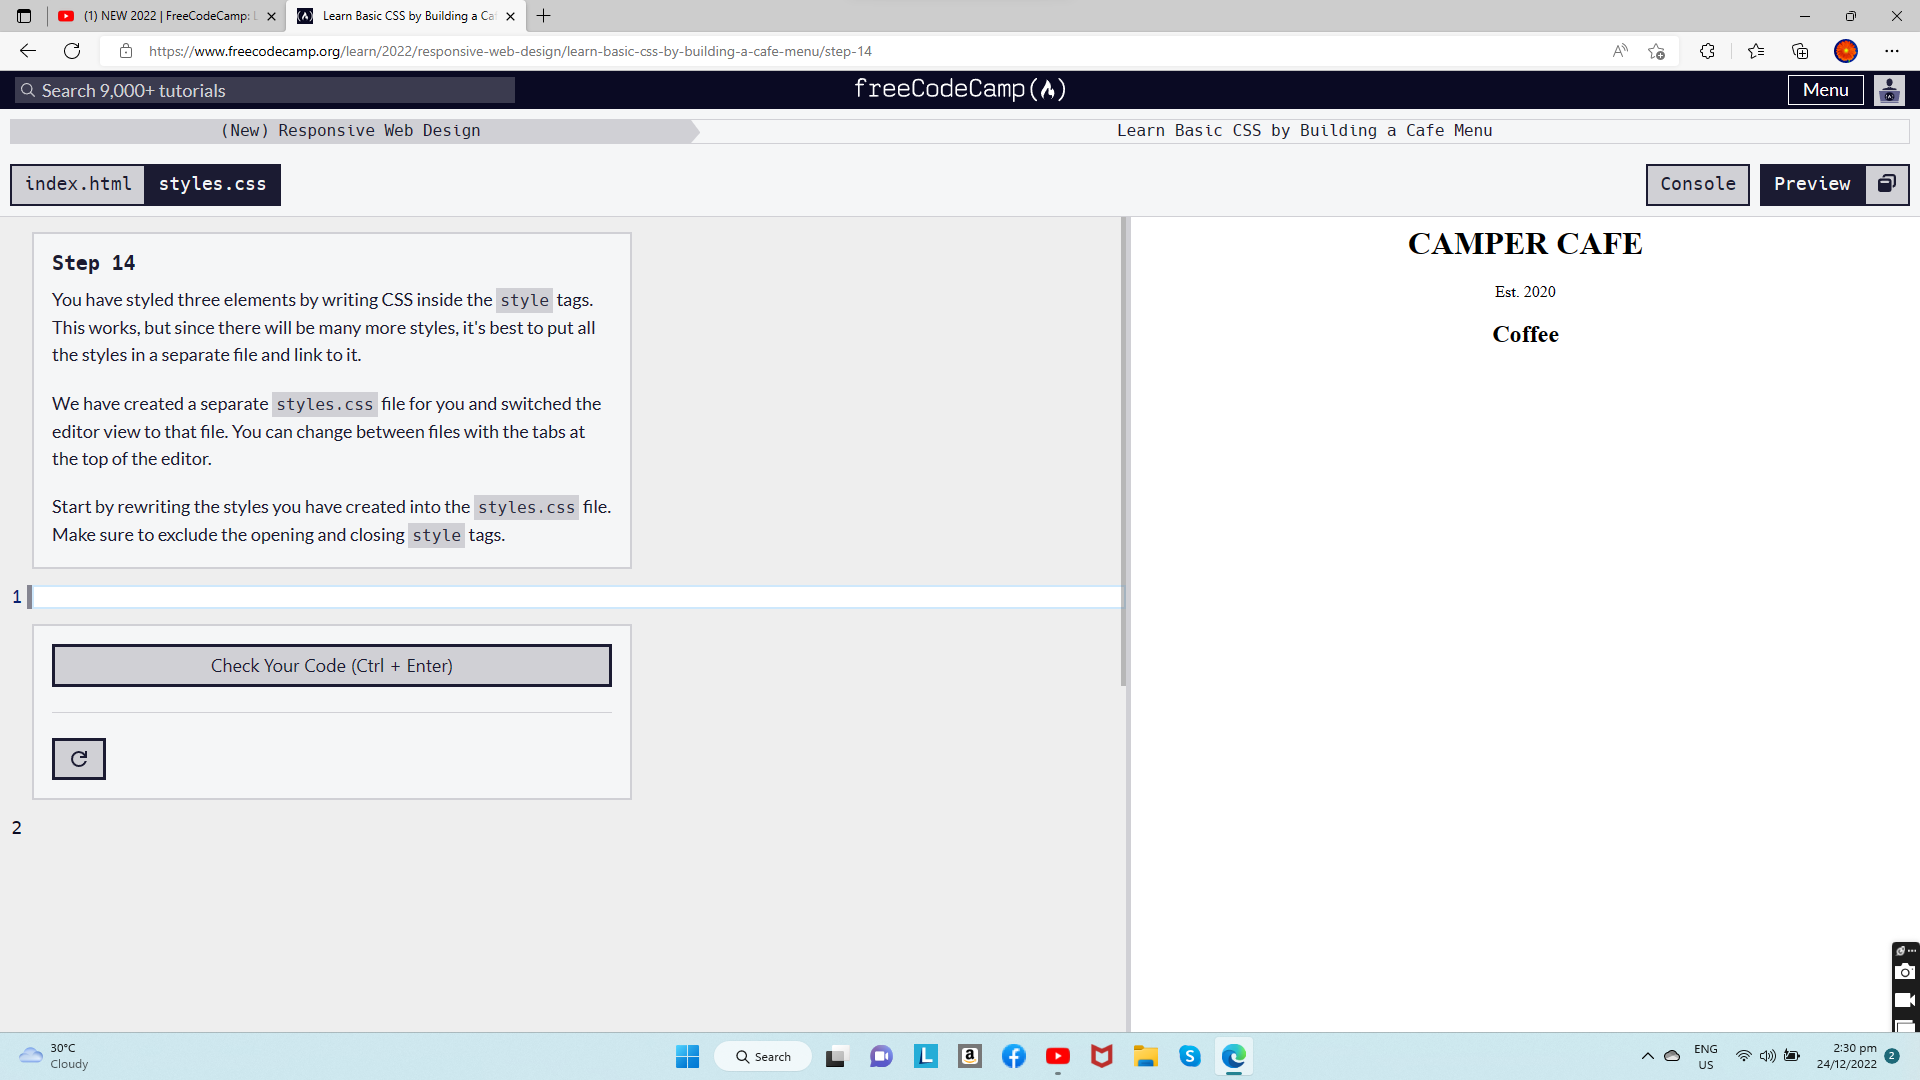 (1) NEW 2022 | FreeCodeCamp:
Learn Basic CSS by Building a Caf
https://www.freecodecamp.org/learn/2022/responsive-web-design/learn-basic-css-by-building-a-cafe-menu/step-14
Search 9,000+ tutorials
freeCodeCamp
Menu
(New) Responsive Web Design
Learn Basic CSS by Building a Cafe Menu
index.html
styles.css
Console
Preview
Step 14
You have styled three elements by writing CSS inside the style tags.
This works, but since there will be many more styles, it's best to put all
the styles in a separate file and link to it.
We have created a separate styles.css file for you and switched the
editor view to that file. You can change between files with the tabs at
the top of the editor.
Start by rewriting the styles you have created into the styles.css file.
Make sure to exclude the opening and closing style tags.
1
Check Your Code (Ctrl + Enter)
2
CAMPER CAFE
Est. 2020
Coffee
30°C
Cloudy
Search
ENG
US
2:30 pm
24/12/2022
2